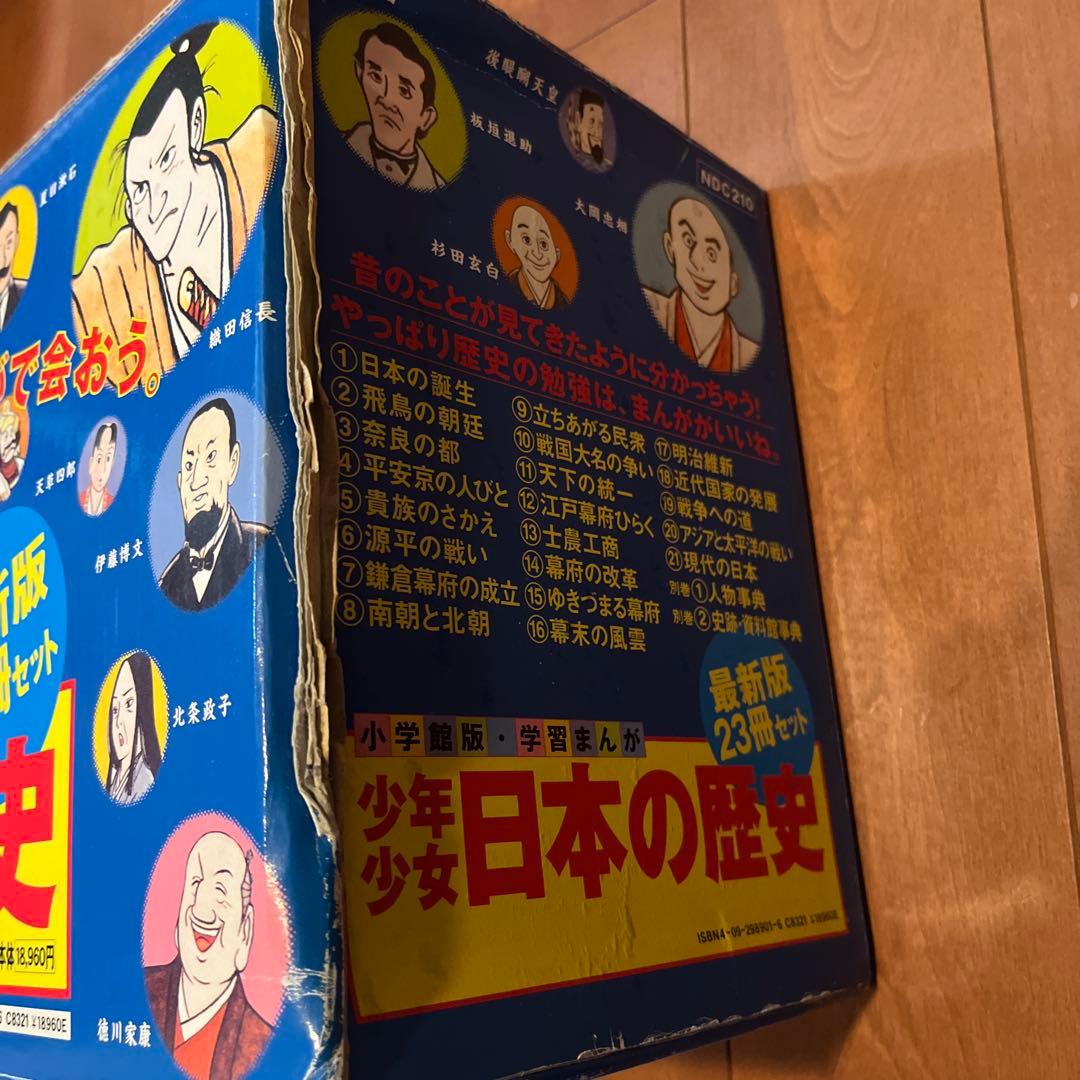 夏目漱石
織田信長
で会おう。
天草四郎
伊藤博文
新版
冊セット
北条政子
史
本体18,960円
6 C8321 ¥18960E
徳川家康
後醍醐天皇
板垣退助
NDC210
大岡忠相
杉田玄白
昔のことが見てきたように分かっちゃう!
やっぱり歴史の勉強は、まんががいいね。
①日本の誕生
②飛鳥の朝廷
③奈良の都
④平安京の人びと
⑤貴族のさかえ
⑥源平の戦い
⑦鎌倉幕府の成立
⑧南朝と北朝
⑨立ちあがる民衆
⑩戦国大名の争い
⑪天下の統一
⑫江戸幕府ひらく
⑬士農工商
⑭幕府の改革
⑮ゆきづまる幕府
⑯幕末の風雲
⑰明治維新
⑱近代国家の発展
⑲戦争への道
⑳アジアと太平洋の戦い
㉑現代の日本
別巻①人物事典
別巻②史跡・資料館事典
最新版
23冊セット
小学館版・学習まんが
少年少女日本の歴史
ISBN4-09-298901-6 C8321 ¥18960E